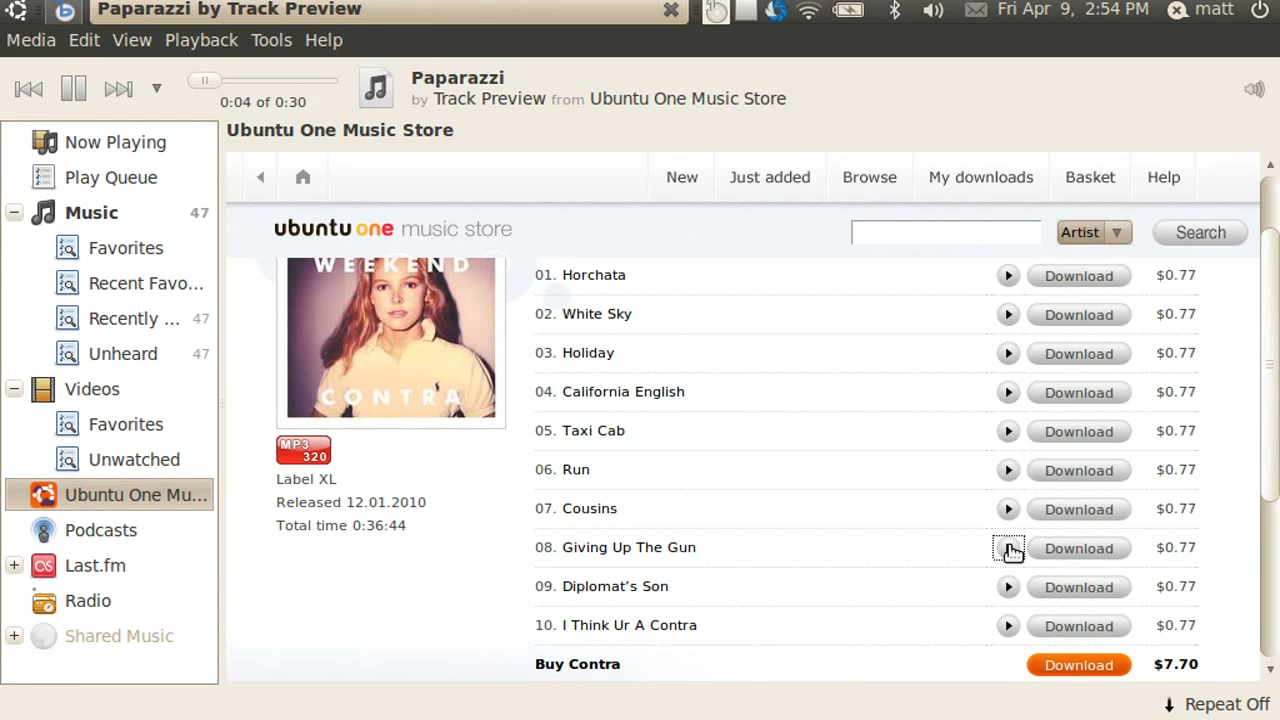 Paparazzi by Track Preview
Fri Apr 9, 2:54 PM
matt
Media Edit View Playback Tools Help
0:04 of 0:30
Paparazzi
by Track Preview from Ubuntu One Music Store
Now Playing
Play Queue
Music 47
Favorites
Recent Favo...
Recently ... 47
Unheard 47
Videos
Favorites
Unwatched
Ubuntu One Mu...
Podcasts
Last.fm
Radio
Shared Music
Ubuntu One Music Store
New Just added Browse My downloads Basket Help
ubuntu one music store
Artist
Search
WEEKEND
CONTRA
MP3
320
Label XL
Released 12.01.2010
Total time 0:36:44
01. Horchata Download $0.77
02. White Sky Download $0.77
03. Holiday Download $0.77
04. California English Download $0.77
05. Taxi Cab Download $0.77
06. Run Download $0.77
07. Cousins Download $0.77
08. Giving Up The Gun Download $0.77
09. Diplomat’s Son Download $0.77
10. I Think Ur A Contra Download $0.77
Buy Contra Download $7.70
Repeat Off